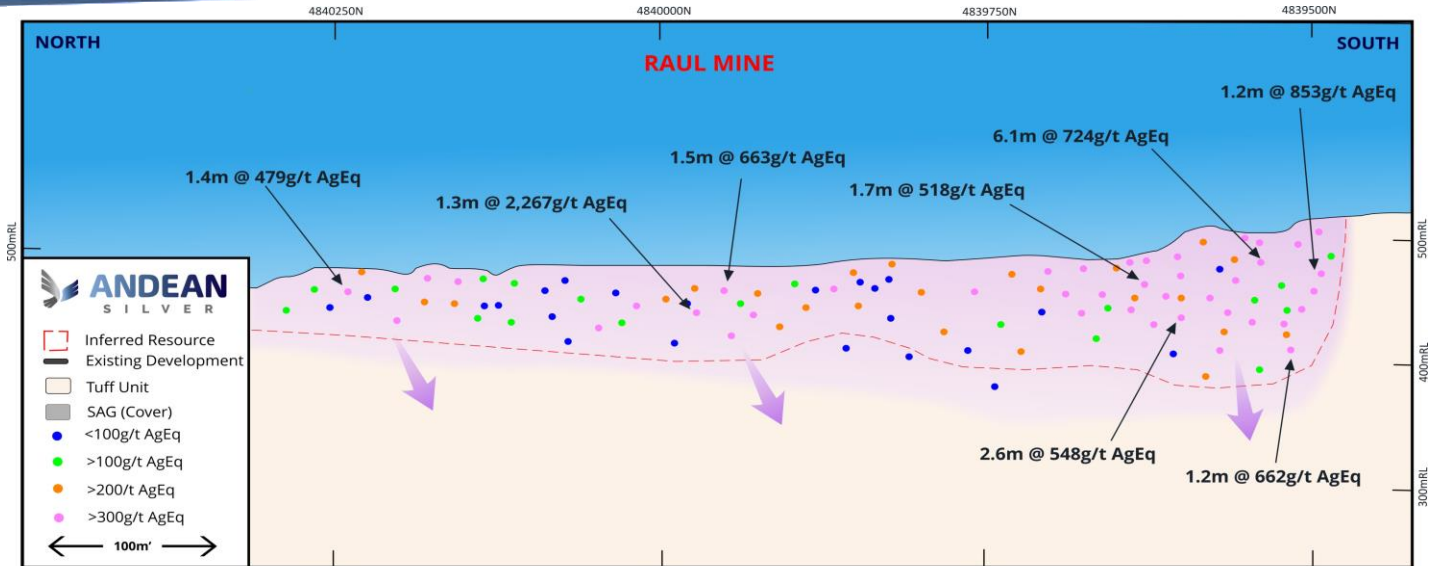 4840250N
4840000N
4839750N
4839500N
NORTH
SOUTH
RAUL MINE
1.2m @ 853g/t AgEq
6.1m @ 724g/t AgEq
1.5m @ 663g/t AgEq
1.4m @ 479g/t AgEq
1.7m @ 518g/t AgEq
1.3m @ 2,267g/t AgEq
500mRL
500mRL
ANDEAN
SILVER
Inferred Resource
Existing Development
Tuff Unit
SAG (Cover)
<100g/t AgEq
>100g/t AgEq
>200/t AgEq
>300g/t AgEq
100m'
400mRL
2.6m @ 548g/t AgEq
1.2m @ 662g/t AgEq
300mRL